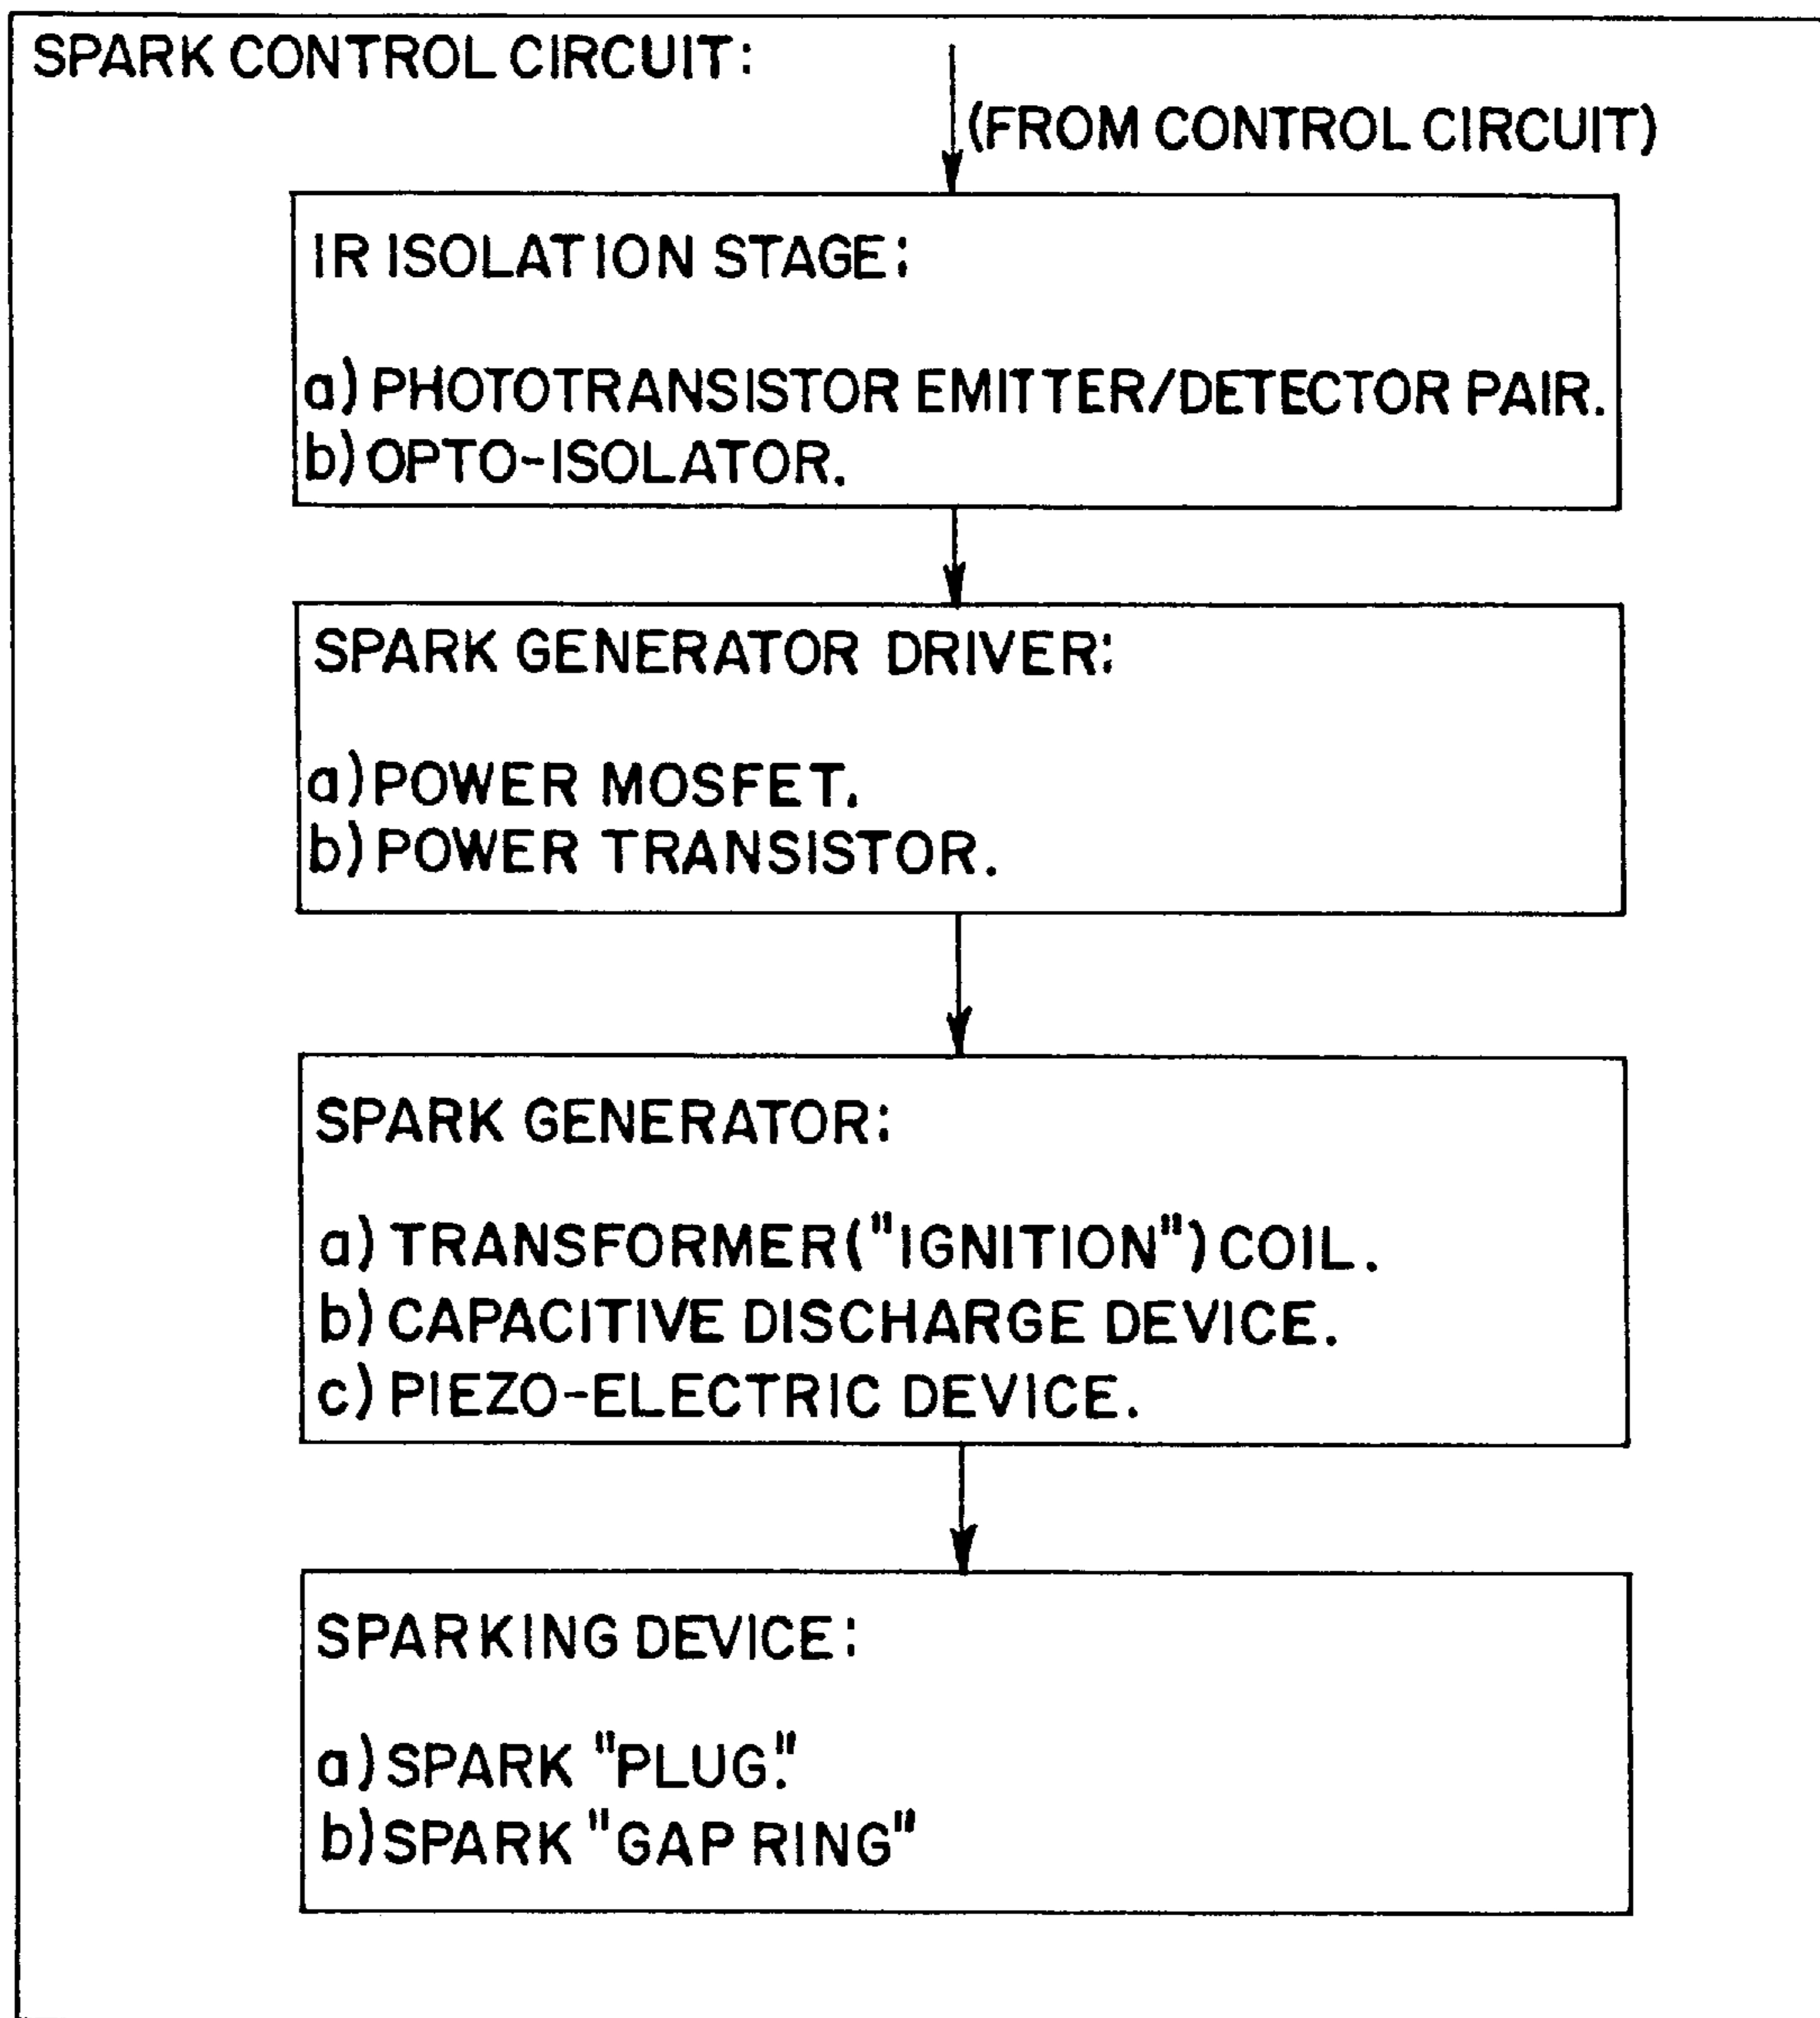 SPARK CONTROL CIRCUIT:
(FROM CONTROL CIRCUIT)
IR ISOLATION STAGE:
a) PHOTOTRANSISTOR EMITTER/DETECTOR PAIR.
b) OPTO-ISOLATOR.
SPARK GENERATOR DRIVER:
a) POWER MOSFET.
b) POWER TRANSISTOR.
SPARK GENERATOR:
a) TRANSFORMER ("IGNITION") COIL.
b) CAPACITIVE DISCHARGE DEVICE.
c) PIEZO-ELECTRIC DEVICE.
SPARKING DEVICE:
a) SPARK "PLUG."
b) SPARK "GAP RING"